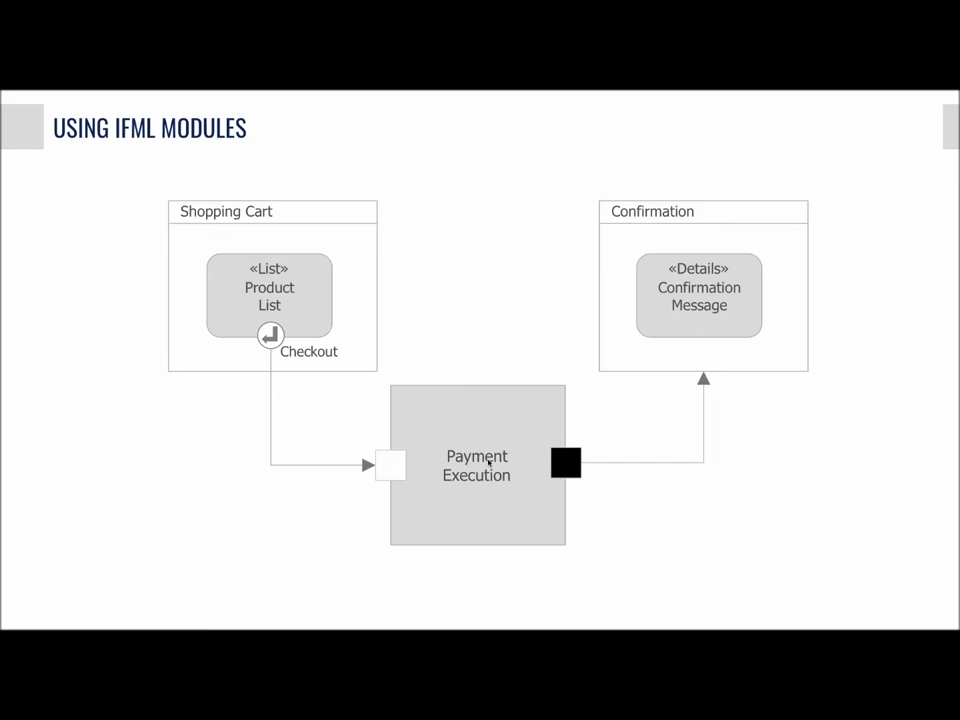 USING IFML MODULES
Shopping Cart
«List»
Product
List
Checkout
Confirmation
«Details»
Confirmation
Message
Payment
Execution